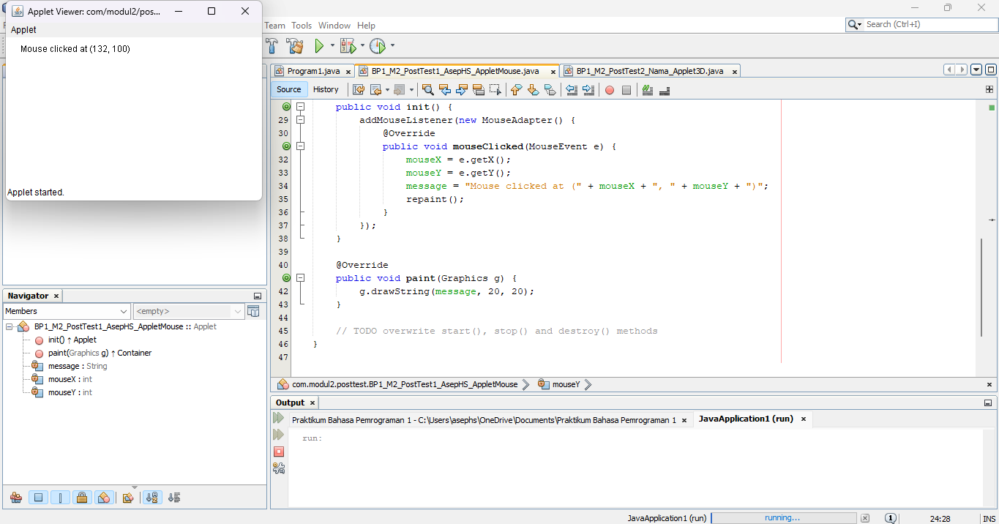 Applet Viewer: com/modul2/pos...
Applet
Mouse clicked at (132, 100)
Applet started.
Team Tools Window Help
Search (Ctrl+I)
Program1.java
BP1_M2_PostTest1_AsepHS_AppletMouse.java
BP1_M2_PostTest2_Nama_Applet3D.java
Source History
public void init() {
29 addMouseListener(new MouseAdapter() {
30 @Override
public void mouseClicked(MouseEvent e) {
32 mouseX = e.getX();
33 mouseY = e.getY();
34 message = "Mouse clicked at (" + mouseX + ", " + mouseY + ")";
35 repaint();
36 }
37 });
38 }
39
40 @Override
public void paint(Graphics g) {
42 g.drawString(message, 20, 20);
43 }
44
45 // TODO overwrite start(), stop() and destroy() methods
46 }
47
com.modul2.posttest.BP1_M2_PostTest1_AsepHS_AppletMouse
mouseY
Navigator
Members
<empty>
BP1_M2_PostTest1_AsepHS_AppletMouse :: Applet
init() ↑ Applet
paint(Graphics g) ↑ Container
message : String
mouseX : int
mouseY : int
Output
Praktikum Bahasa Pemrograman 1 - C:\Users\asephs\OneDrive\Documents\Praktikum Bahasa Pemrograman 1
JavaApplication1 (run)
run:
JavaApplication1 (run)
running...
1
24:28
INS